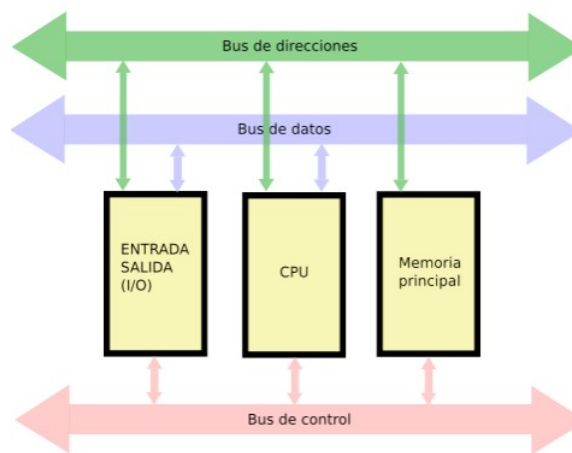 Bus de direcciones
Bus de datos
ENTRADA
SALIDA
(I/O)
CPU
Memoria
principal
Bus de control